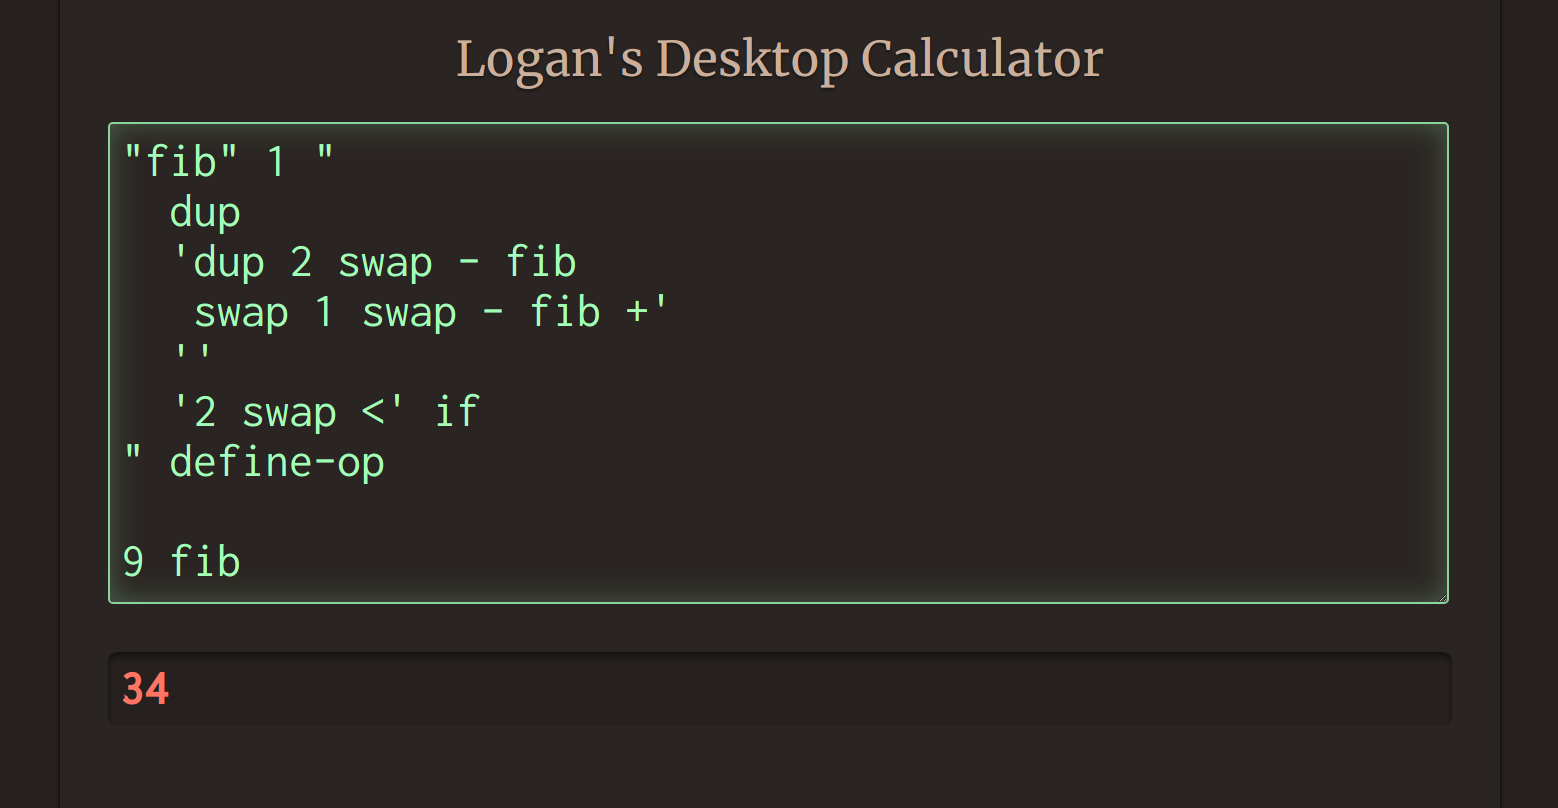 Logan's Desktop Calculator
"fib" 1 "
  dup
  'dup 2 swap - fib
   swap 1 swap - fib +'
  ''
  '2 swap <' if
" define-op

9 fib
34